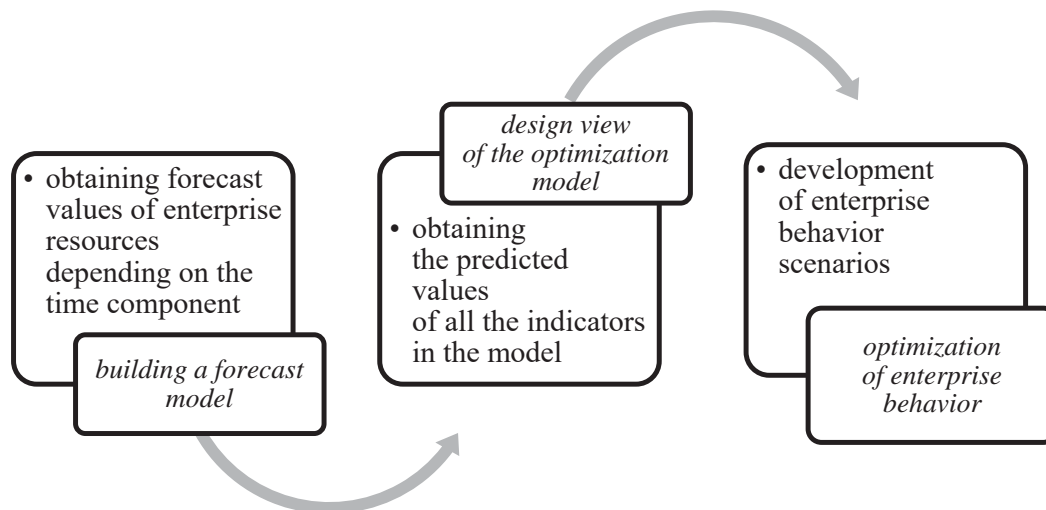 • obtaining forecast
values of enterprise
resources
depending on the
time component
building a forecast
model
design view
of the optimization
model
• obtaining
the predicted
values
of all the indicators
in the model
• development
of enterprise
behavior
scenarios
optimization
of enterprise
behavior